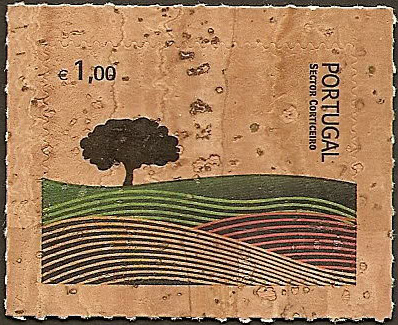 €1,00
PORTUGAL
SECTOR CORTICEIRO